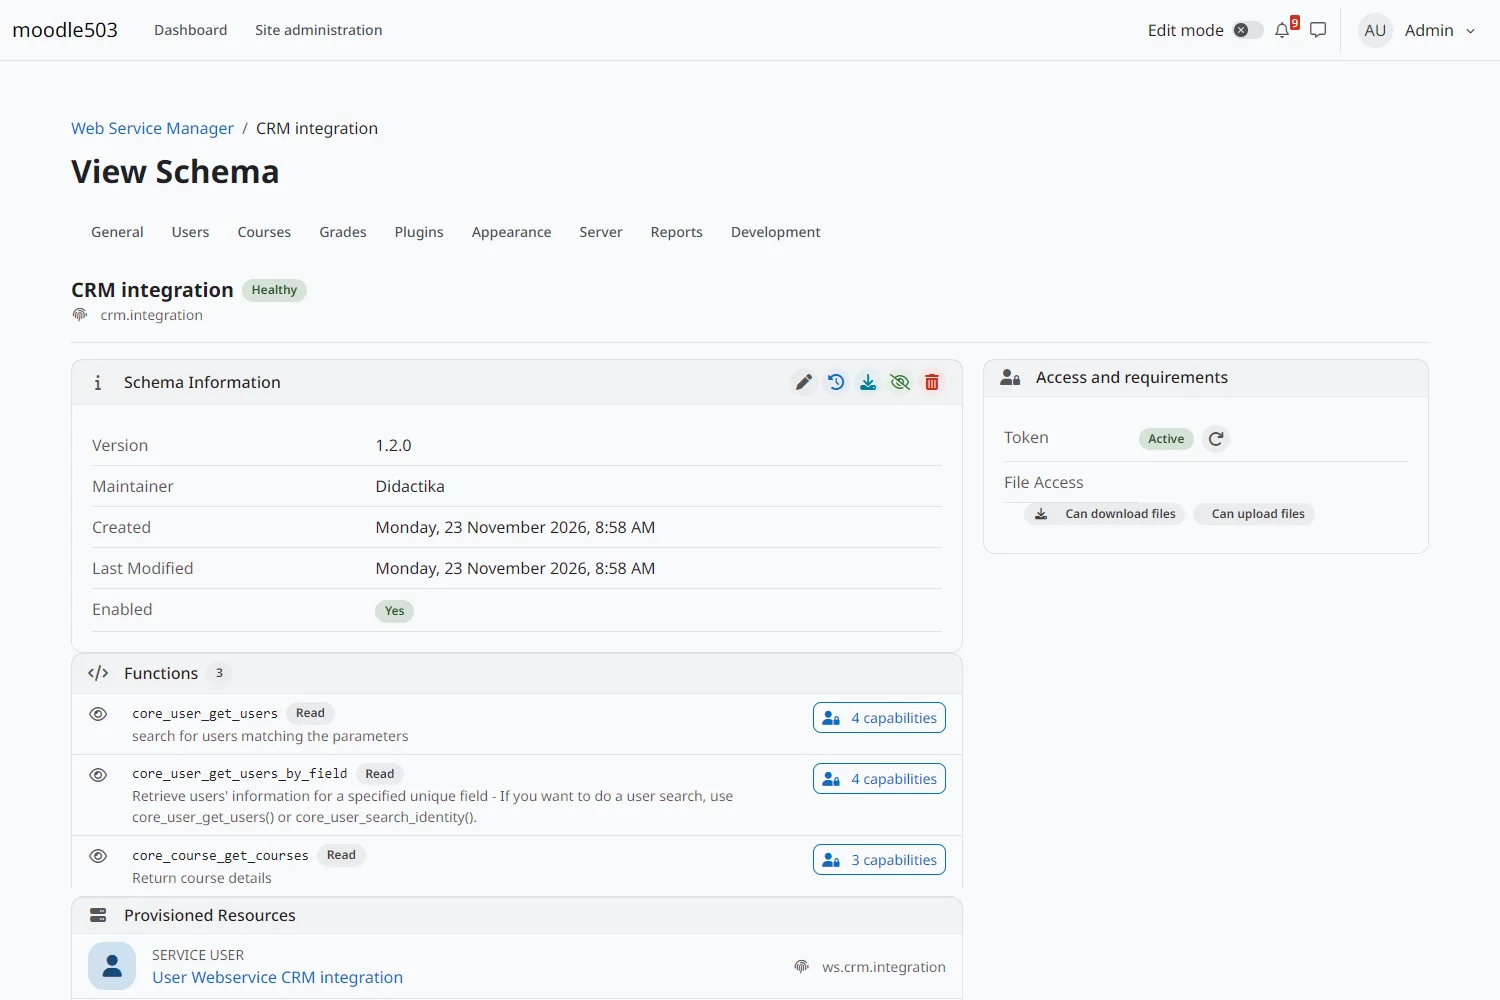 moodle503
Dashboard
Site administration
Edit mode
9
AU
Admin
Web Service Manager / CRM integration
View Schema
General
Users
Courses
Grades
Plugins
Appearance
Server
Reports
Development
CRM integration
Healthy
crm.integration
Schema Information
Version
1.2.0
Maintainer
Didactika
Created
Monday, 23 November 2026, 8:58 AM
Last Modified
Monday, 23 November 2026, 8:58 AM
Enabled
Yes
Access and requirements
Token
Active
File Access
Can download files
Can upload files
Functions
3
core_user_get_users
Read
search for users matching the parameters
4 capabilities
core_user_get_users_by_field
Read
Retrieve users' information for a specified unique field - If you want to do a user search, use
core_user_get_users() or core_user_search_identity().
4 capabilities
core_course_get_courses
Read
Return course details
3 capabilities
Provisioned Resources
SERVICE USER
User Webservice CRM integration
ws.crm.integration